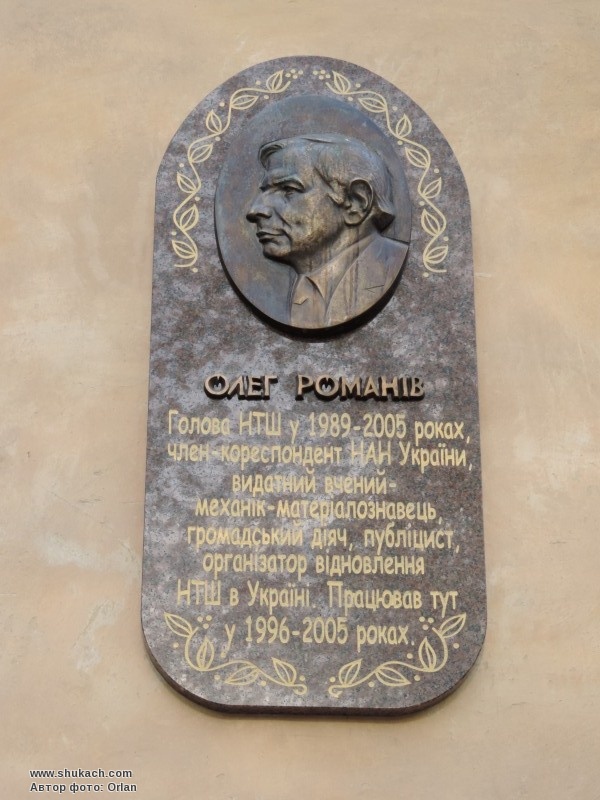 ОЛЕГ РОМАНІВ
Голова НТШ у 1989-2005 роках,
член-кореспондент НАН України,
видатний вчений-
механік-матеріалознавець,
громадський діяч, публіцист,
організатор відновлення
НТШ в Україні. Працював тут
у 1996-2005 роках.
www.shukach.com
Автор фото: Orlan